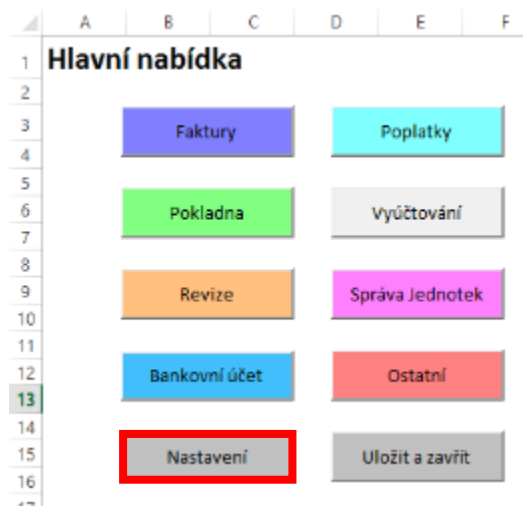 A B C D E F
1 Hlavní nabídka
2
3 Faktury Poplatky
4
5
6 Pokladna Vyúčtování
7
8
9 Revize Správa Jednotek
10
11
12 Bankovní účet Ostatní
13
14
15 Nastavení Uložit a zavřít
16
17